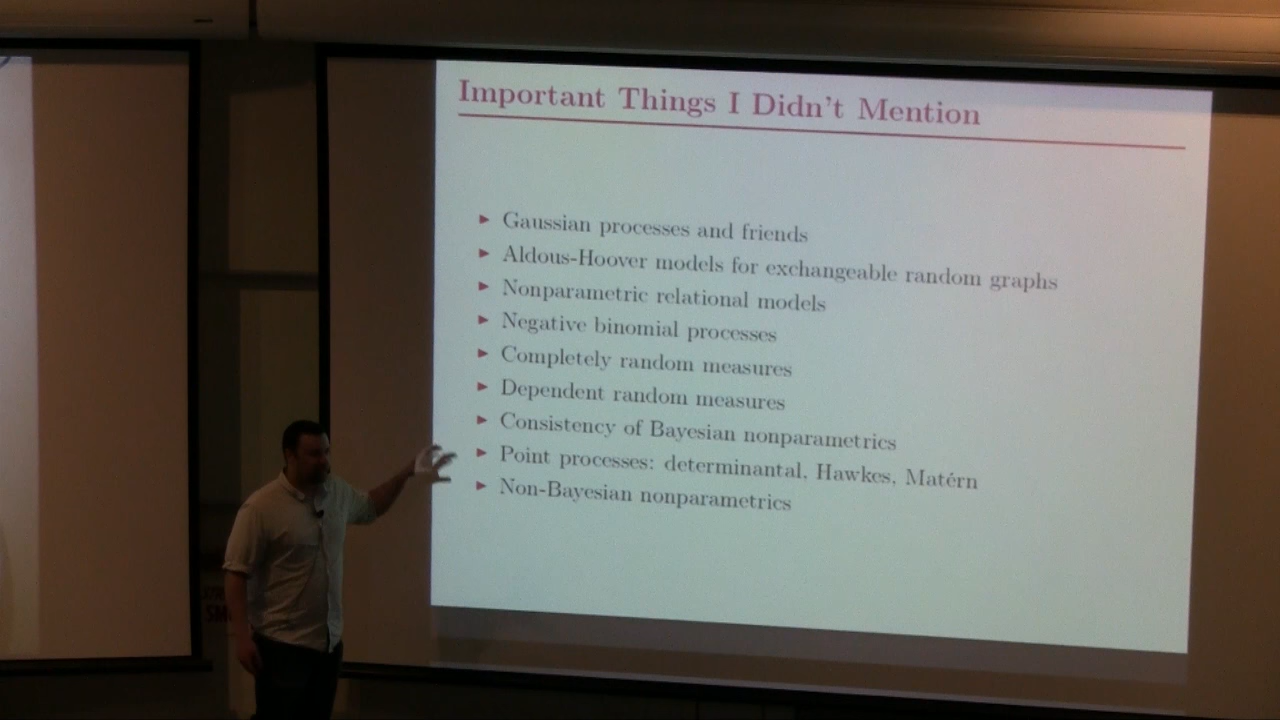 Important Things I Didn't Mention
Gaussian processes and friends
Aldous-Hoover models for exchangeable random graphs
Nonparametric relational models
Negative binomial processes
Completely random measures
Dependent random measures
Consistency of Bayesian nonparametrics
Point processes: determinantal, Hawkes, Matérn
Non-Bayesian nonparametrics